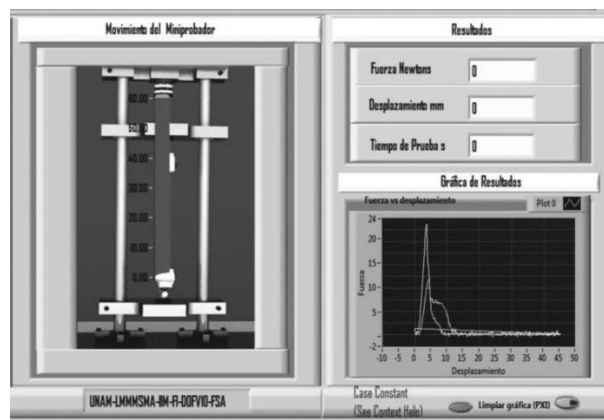 Movimiento del Miniprobador
60.00
50.00
40.00
30.00
20.00
10.00
0.00
UNAM-LMMMSMA-IIM-FI-DGFVID-FSA
Resultados
Fuerza Newtons
0
Desplazamiento mm
0
Tiempo de Prueba s
0
Gráfica de Resultados
Fuerza vs desplazamiento
Plot 0
Fuerza
24
20
15
10
5
-2
-10 -5 0 5 10 15 20 25 30 35 40 45 50
Desplazamiento
Case Constant
(See Context Help)
Limpiar gráfica (PXI)